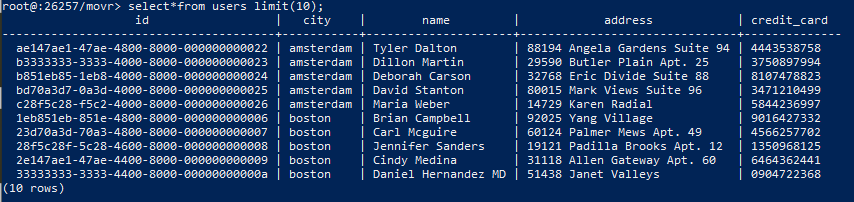 root@:26257/movr> select*from users limit(10);
id | city | name | address | credit_card
ae147ae1-47ae-4800-8000-000000000022 | amsterdam | Tyler Dalton | 88194 Angela Gardens Suite 94 | 4443538758
b3333333-3333-4000-8000-000000000023 | amsterdam | Dillon Martin | 29590 Butler Plain Apt. 25 | 3750897994
b851eb85-1eb8-4000-8000-000000000024 | amsterdam | Deborah Carson | 32768 Eric Divide Suite 88 | 8107478823
bd70a3d7-0a3d-4000-8000-000000000025 | amsterdam | David Stanton | 80015 Mark Views Suite 96 | 3471210499
c28f5c28-f5c2-4000-8000-000000000026 | amsterdam | Maria Weber | 14729 Karen Radial | 5844236997
1eb851eb-851e-4800-8000-000000000006 | boston | Brian Campbell | 92025 Yang Village | 9016427332
23d70a3d-70a3-4800-8000-000000000007 | boston | Carl Mcguire | 60124 Palmer Mews Apt. 49 | 4566257702
28f5c28f-5c28-4600-8000-000000000008 | boston | Jennifer Sanders | 19121 Padilla Brooks Apt. 12 | 1350968125
2e147ae1-47ae-4400-8000-000000000009 | boston | Cindy Medina | 31118 Allen Gateway Apt. 60 | 6464362441
33333333-3333-4400-8000-00000000000a | boston | Daniel Hernandez MD | 51438 Janet Valleys | 0904722368
(10 rows)